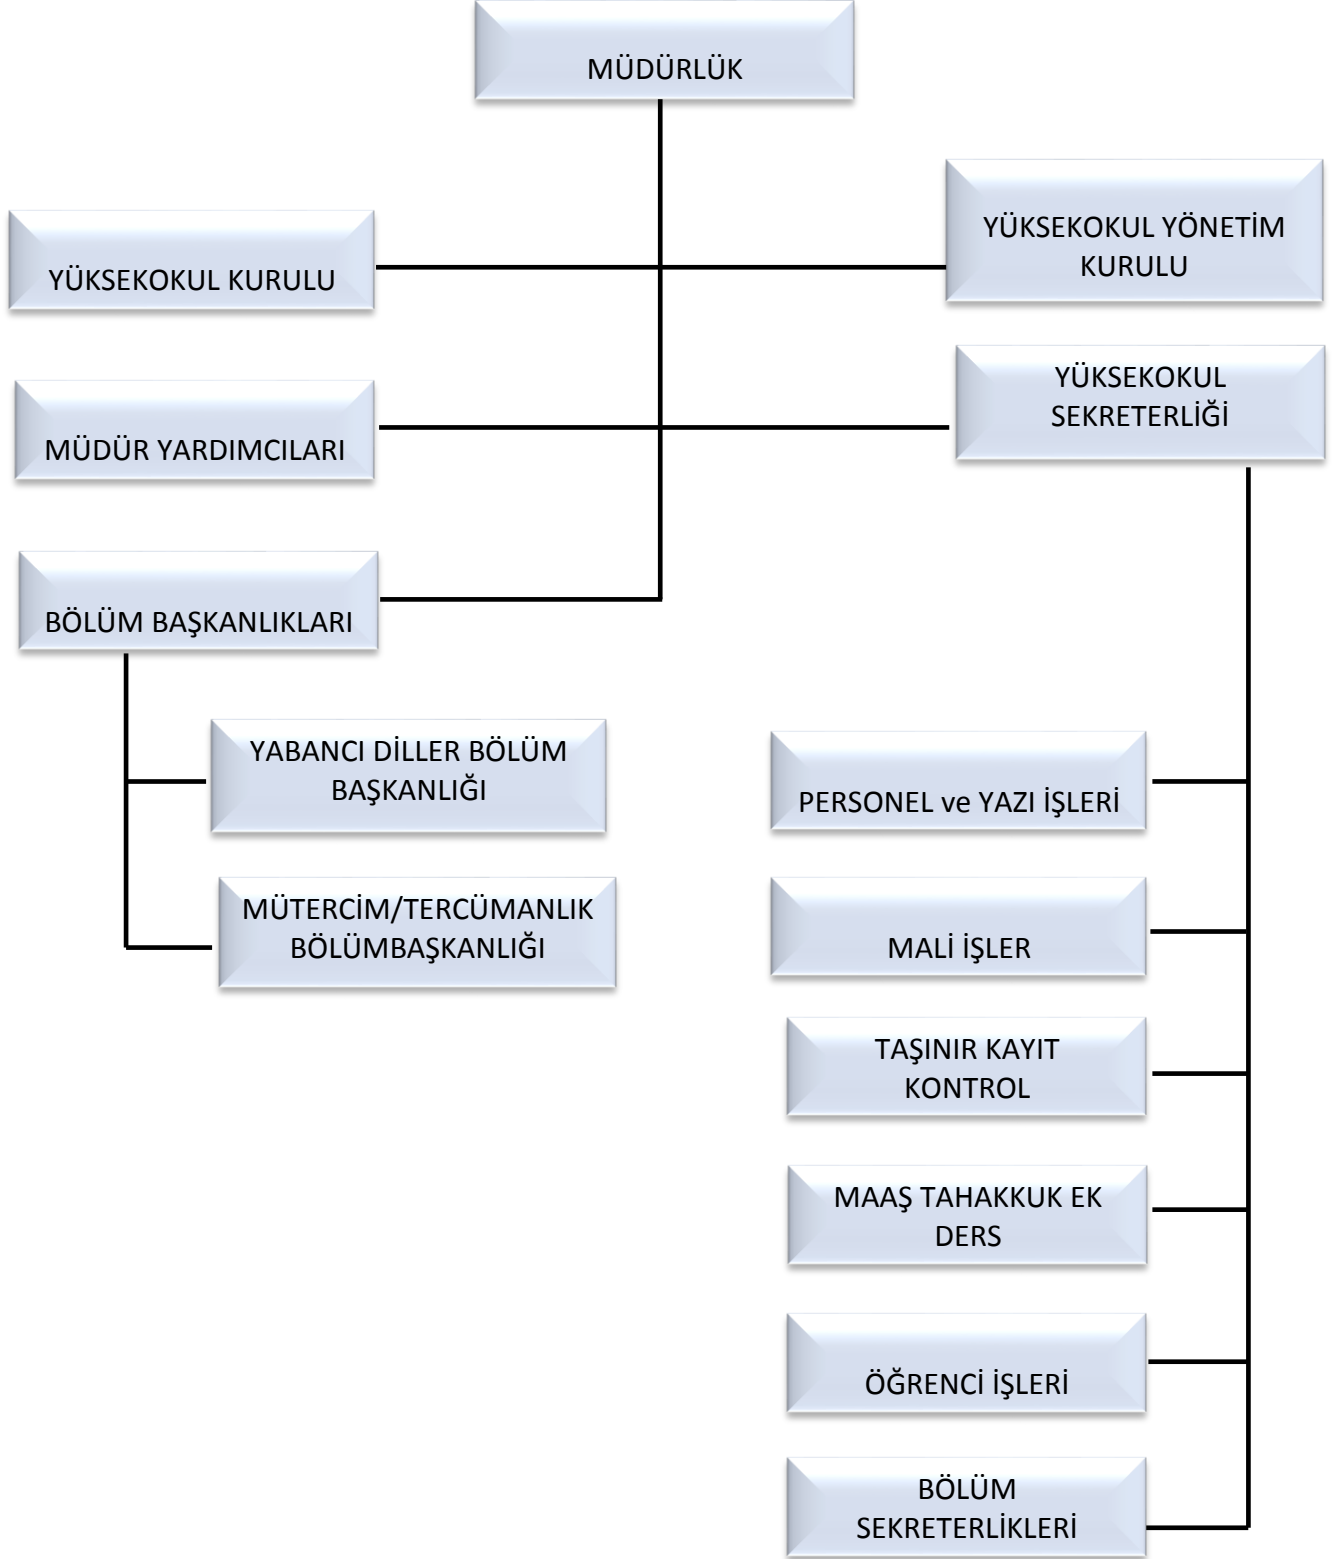 MÜDÜRLÜK
YÜKSEKOKUL KURULU
YÜKSEKOKUL YÖNETİM
KURULU
MÜDÜR YARDIMCILARI
YÜKSEKOKUL
SEKRETERLİĞİ
BÖLÜM BAŞKANLIKLARI
YABANCI DİLLER BÖLÜM
BAŞKANLIĞI
MÜTERCİM/TERCÜMANLIK
BÖLÜMBAŞKANLIĞI
PERSONEL ve YAZI İŞLERİ
MALİ İŞLER
TAŞINIR KAYIT
KONTROL
MAAŞ TAHAKKUK EK
DERS
ÖĞRENCİ İŞLERİ
BÖLÜM
SEKRETERLİKLERİ